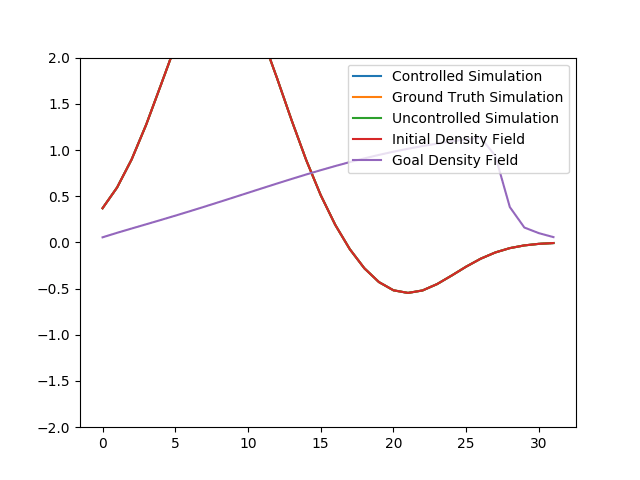 2.0
1.5
1.0
0.5
0.0
−0.5
−1.0
−1.5
−2.0
0 5 10 15 20 25 30
Controlled Simulation
Ground Truth Simulation
Uncontrolled Simulation
Initial Density Field
Goal Density Field